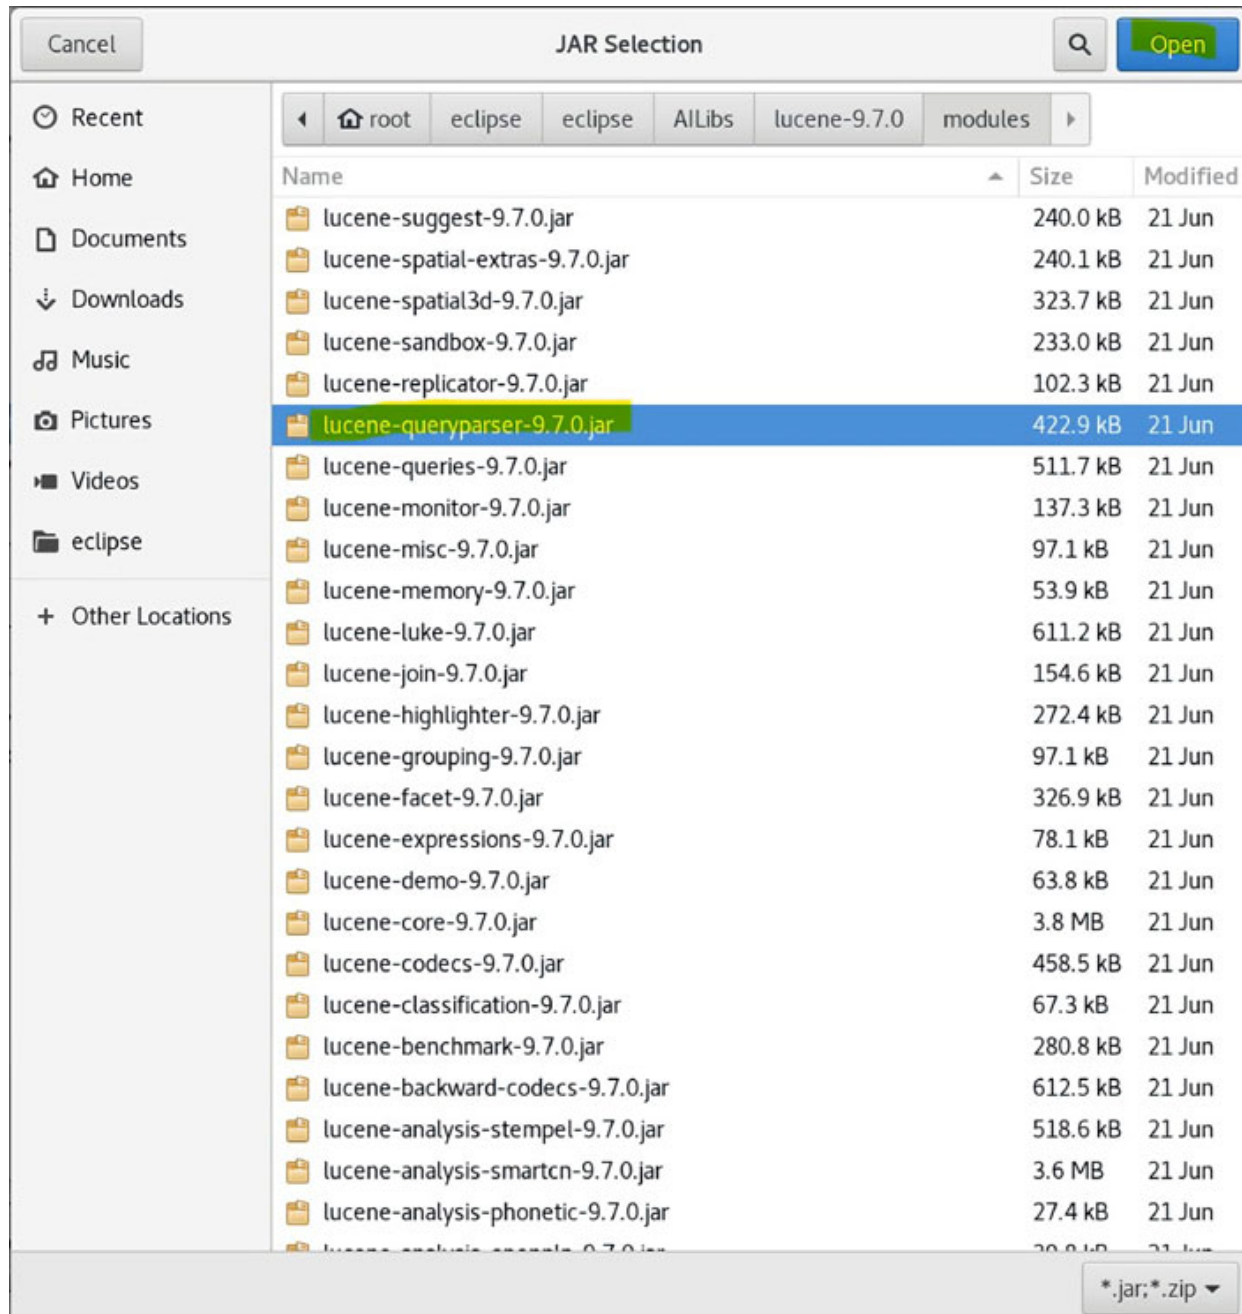 Cancel JAR Selection Open
Recent
Home
Documents
Downloads
Music
Pictures
Videos
eclipse
+ Other Locations
root eclipse eclipse AILibs lucene-9.7.0 modules
Name Size Modified
lucene-suggest-9.7.0.jar 240.0 kB 21 Jun
lucene-spatial-extras-9.7.0.jar 240.1 kB 21 Jun
lucene-spatial3d-9.7.0.jar 323.7 kB 21 Jun
lucene-sandbox-9.7.0.jar 233.0 kB 21 Jun
lucene-replicator-9.7.0.jar 102.3 kB 21 Jun
lucene-queryparser-9.7.0.jar 422.9 kB 21 Jun
lucene-queries-9.7.0.jar 511.7 kB 21 Jun
lucene-monitor-9.7.0.jar 137.3 kB 21 Jun
lucene-misc-9.7.0.jar 97.1 kB 21 Jun
lucene-memory-9.7.0.jar 53.9 kB 21 Jun
lucene-luke-9.7.0.jar 611.2 kB 21 Jun
lucene-join-9.7.0.jar 154.6 kB 21 Jun
lucene-highlighter-9.7.0.jar 272.4 kB 21 Jun
lucene-grouping-9.7.0.jar 97.1 kB 21 Jun
lucene-facet-9.7.0.jar 326.9 kB 21 Jun
lucene-expressions-9.7.0.jar 78.1 kB 21 Jun
lucene-demo-9.7.0.jar 63.8 kB 21 Jun
lucene-core-9.7.0.jar 3.8 MB 21 Jun
lucene-codecs-9.7.0.jar 458.5 kB 21 Jun
lucene-classification-9.7.0.jar 67.3 kB 21 Jun
lucene-benchmark-9.7.0.jar 280.8 kB 21 Jun
lucene-backward-codecs-9.7.0.jar 612.5 kB 21 Jun
lucene-analysis-stempel-9.7.0.jar 518.6 kB 21 Jun
lucene-analysis-smartcn-9.7.0.jar 3.6 MB 21 Jun
lucene-analysis-phonetic-9.7.0.jar 27.4 kB 21 Jun
*.jar;*.zip